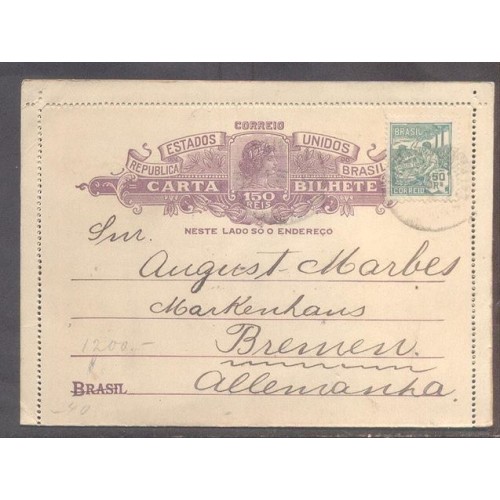 CORREIO
ESTADOS UNIDOS
REPUBLICA BRASIL
CARTA BILHETE
150
REIS
BRASIL
50
CORREIO
NESTE LADO SÓ O ENDEREÇO
Snr.
August Marbes
Markenhaus
Bremen.
Allemanha.
1200.-
BRASIL